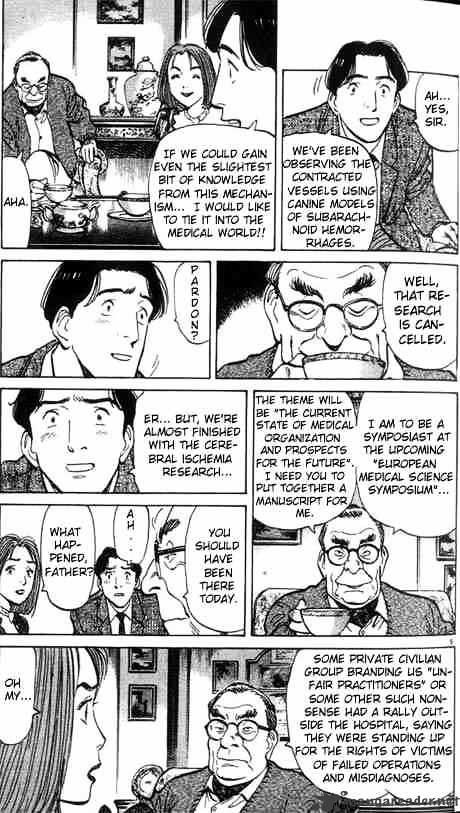 AH...
YES,
SIR.
WE'VE BEEN
OBSERVING
THE
CONTRACTED
VESSELS USING
CANINE MODELS
OF SUBARACH-
NOID HEMOR-
RHAGES.
IF WE COULD GAIN
EVEN THE SLIGHTEST
BIT OF KNOWLEDGE
FROM THIS MECHAN-
ISM... I WOULD LIKE
TO TIE IT INTO THE
MEDICAL WORLD!!
AHA.
WELL,
THAT RE-
SEARCH
IS CAN-
CELLED.
PARDON?
ER... BUT, WE'RE
ALMOST FINISHED
WITH THE CERE-
BRAL ISCHEMIA
RESEARCH...
I AM TO BE A
SYMPOSIAST AT THE
UPCOMING
"EUROPEAN
MEDICAL SCIENCE
SYMPOSIUM"...
THE THEME WILL
BE "THE CURRENT
STATE OF MEDICAL
ORGANIZATION
AND PROSPECTS
FOR THE FUTURE".
I NEED YOU TO
PUT TOGETHER A
MANUSCRIPT FOR
ME.
YOU
SHOULD
HAVE
BEEN
THERE
TODAY.
AH...
WHAT
HAP-
PENED,
FATHER?
5
SOME PRIVATE CIVILIAN
GROUP BRANDING US "UN-
FAIR PRACTITIONERS" OR
SOME OTHER SUCH NON-
SENSE HAD A RALLY OUT-
SIDE THE HOSPITAL, SAYING
THEY WERE STANDING UP
FOR THE RIGHTS OF VICTIMS
OF FAILED OPERATIONS
AND MISDIAGNOSES.
OH
MY...
mangareader.net